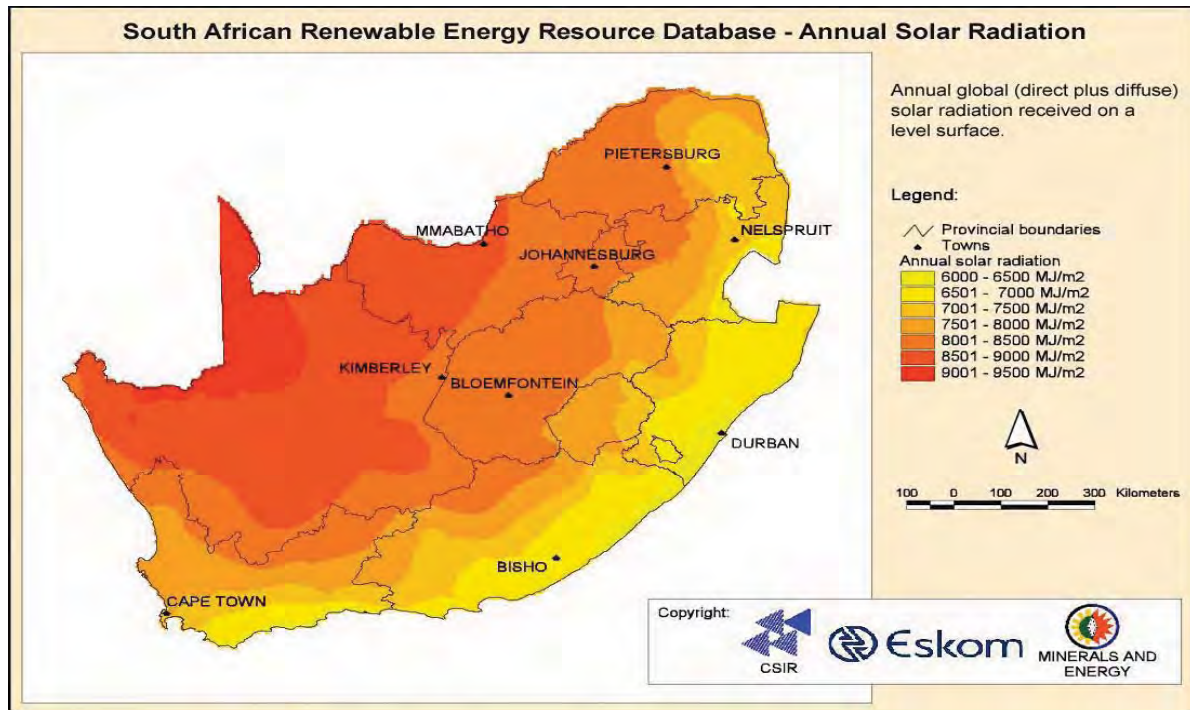 South African Renewable Energy Resource Database - Annual Solar Radiation
Annual global (direct plus diffuse)
solar radiation received on a
level surface.
Legend:
Provincial boundaries
Towns
Annual solar radiation
6000 - 6500 MJ/m2
6501 - 7000 MJ/m2
7001 - 7500 MJ/m2
7501 - 8000 MJ/m2
8001 - 8500 MJ/m2
8501 - 9000 MJ/m2
9001 - 9500 MJ/m2
N
100 0 100 200 300 Kilometers
PIETERSBURG
MMABATHO
NELSPRUIT
JOHANNESBURG
KIMBERLEY
BLOEMFONTEIN
DURBAN
BISHO
CAPE TOWN
Copyright:
CSIR
Eskom
MINERALS AND
ENERGY